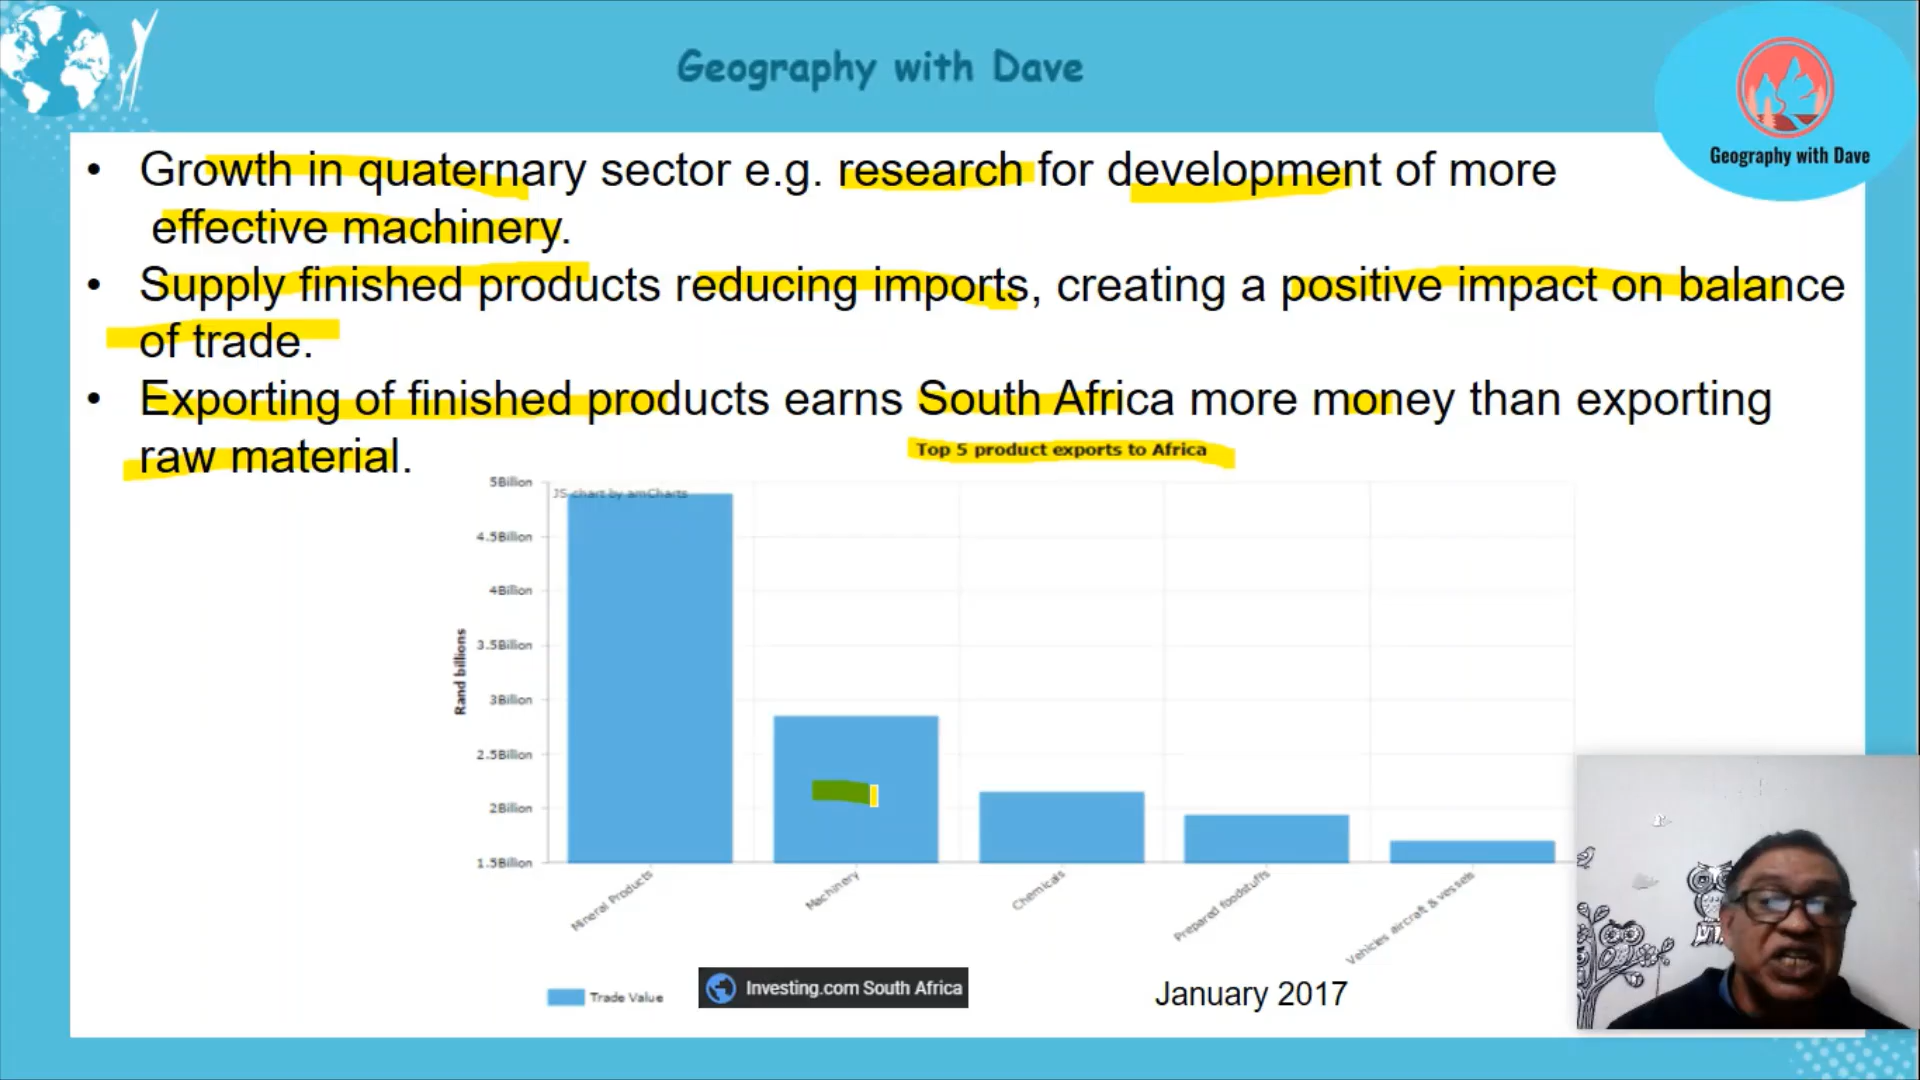 Geography with Dave
Geography with Dave
• Growth in quaternary sector e.g. research for development of more
effective machinery.
• Supply finished products reducing imports, creating a positive impact on balance
of trade.
• Exporting of finished products earns South Africa more money than exporting
raw material.
Top 5 product exports to Africa
JS chart by amCharts
5Billion
4.5Billion
4Billion
3.5Billion
3Billion
2.5Billion
2Billion
1.5Billion
Rand billions
Mineral Products
Machinery
Chemicals
Prepared foodstuffs
Vehicles aircraft & vessels
Trade Value
Investing.com South Africa
January 2017